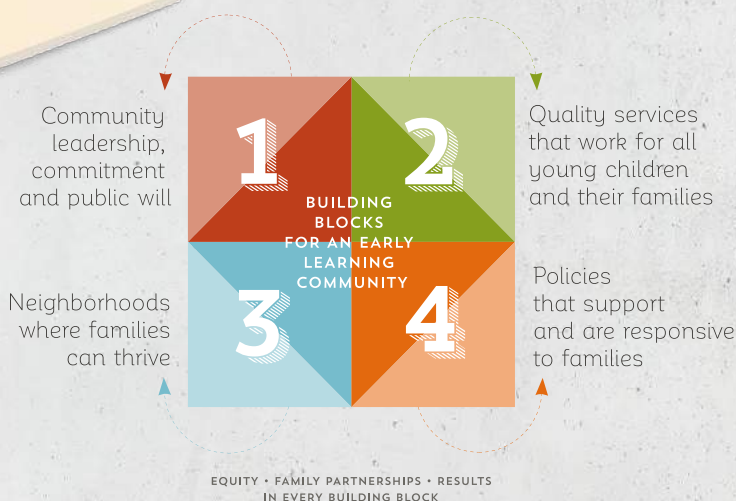 1
Community
leadership,
commitment
and public will
2
Quality services
that work for all
young children
and their families
BUILDING
BLOCKS
FOR AN EARLY
LEARNING
COMMUNITY
3
Neighborhoods
where families
can thrive
4
Policies
that support
and are responsive
to families
EQUITY • FAMILY PARTNERSHIPS • RESULTS
IN EVERY BUILDING BLOCK